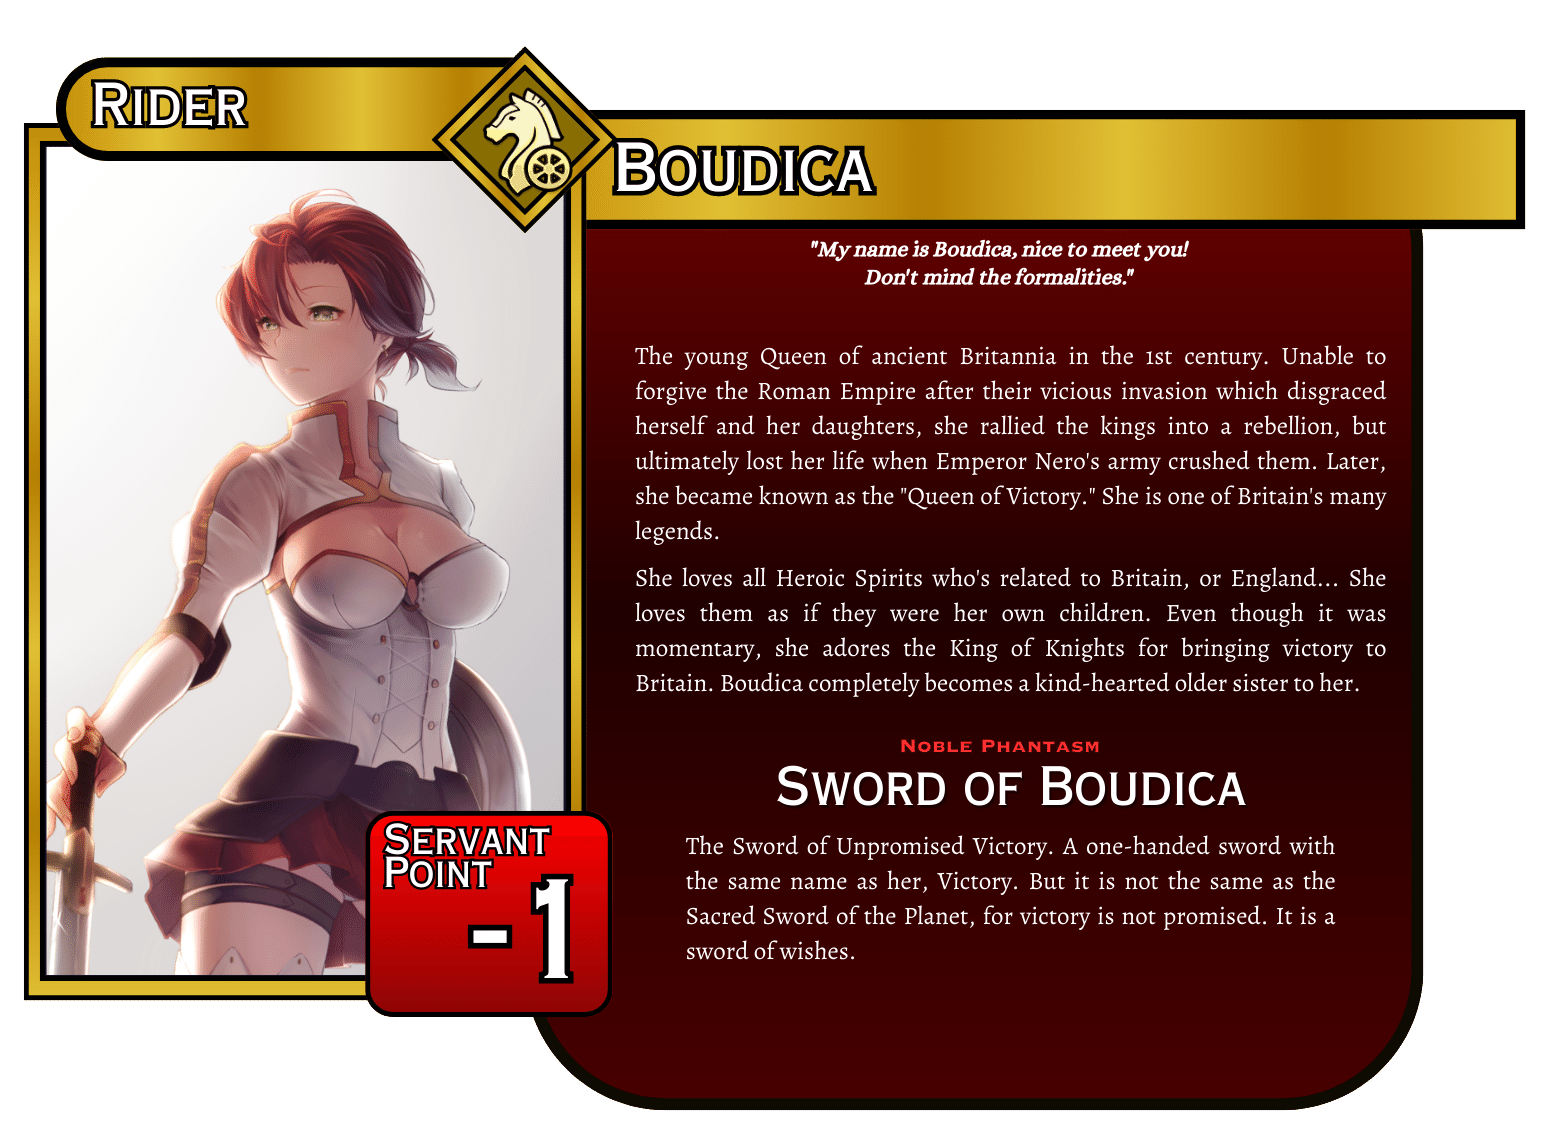 Rider
Boudica
"My name is Boudica, nice to meet you!
Don't mind the formalities."
The young Queen of ancient Britannia in the 1st century. Unable to
forgive the Roman Empire after their vicious invasion which disgraced
herself and her daughters, she rallied the kings into a rebellion, but
ultimately lost her life when Emperor Nero's army crushed them. Later,
she became known as the "Queen of Victory." She is one of Britain's many
legends.
She loves all Heroic Spirits who's related to Britain, or England... She
loves them as if they were her own children. Even though it was
momentary, she adores the King of Knights for bringing victory to
Britain. Boudica completely becomes a kind-hearted older sister to her.
Noble Phantasm
Sword of Boudica
The Sword of Unpromised Victory. A one-handed sword with
the same name as her, Victory. But it is not the same as the
Sacred Sword of the Planet, for victory is not promised. It is a
sword of wishes.
Servant
Point
-1